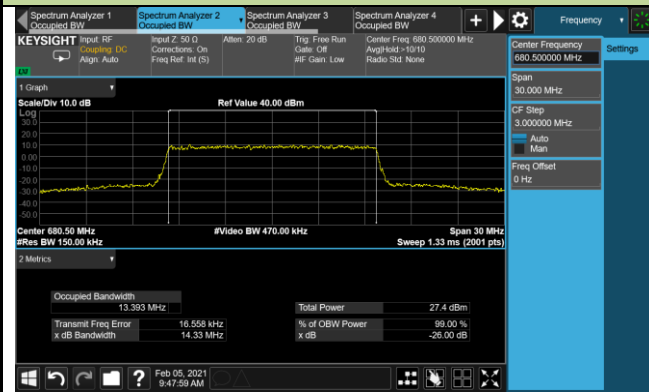 Spectrum Analyzer 1
Occupied BW
Spectrum Analyzer 2
Occupied BW
Spectrum Analyzer 3
Occupied BW
Spectrum Analyzer 4
Occupied BW
Frequency
KEYSIGHT
Input: RF
Coupling: DC
Align: Auto
Input Z: 50 Ω
Corrections: On
Freq Ref: Int (S)
Atten: 20 dB
Trig: Free Run
Gate: Off
#IF Gain: Low
Center Freq: 680.500000 MHz
Avg|Hold:>10/10
Radio Std: None
Center Frequency
680.500000 MHz
Settings
Span
30.000 MHz
CF Step
3.000000 MHz
Auto
Man
Freq Offset
0 Hz
1 Graph
Scale/Div 10.0 dB
Ref Value 40.00 dBm
Log
30.0
20.0
10.0
0.00
-10.0
-20.0
-30.0
-40.0
-50.0
Center 680.50 MHz
#Video BW 470.00 kHz
Span 30 MHz
#Res BW 150.00 kHz
Sweep 1.33 ms (2001 pts)
2 Metrics
Occupied Bandwidth
13.393 MHz
Total Power
27.4 dBm
Transmit Freq Error
16.558 kHz
% of OBW Power
99.00 %
x dB Bandwidth
14.33 MHz
x dB
-26.00 dB
Feb 05, 2021
9:47:59 AM